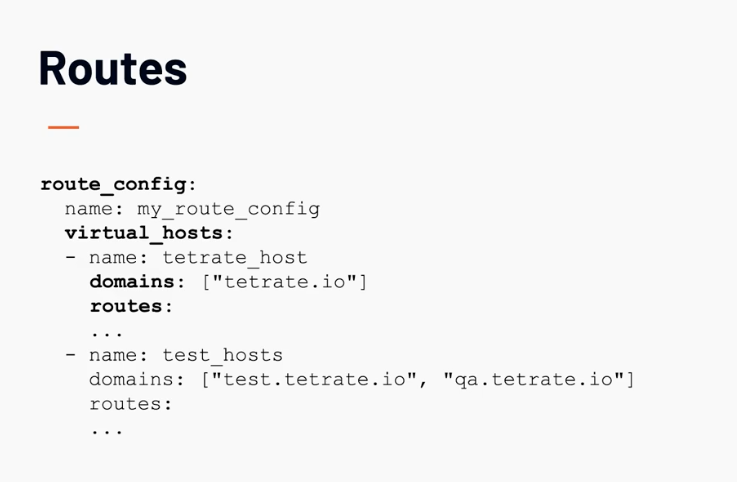 Routes
route_config:
  name: my_route_config
  virtual_hosts:
  - name: tetrate_host
    domains: ["tetrate.io"]
    routes:
    ...
  - name: test_hosts
    domains: ["test.tetrate.io", "qa.tetrate.io"]
    routes:
    ...